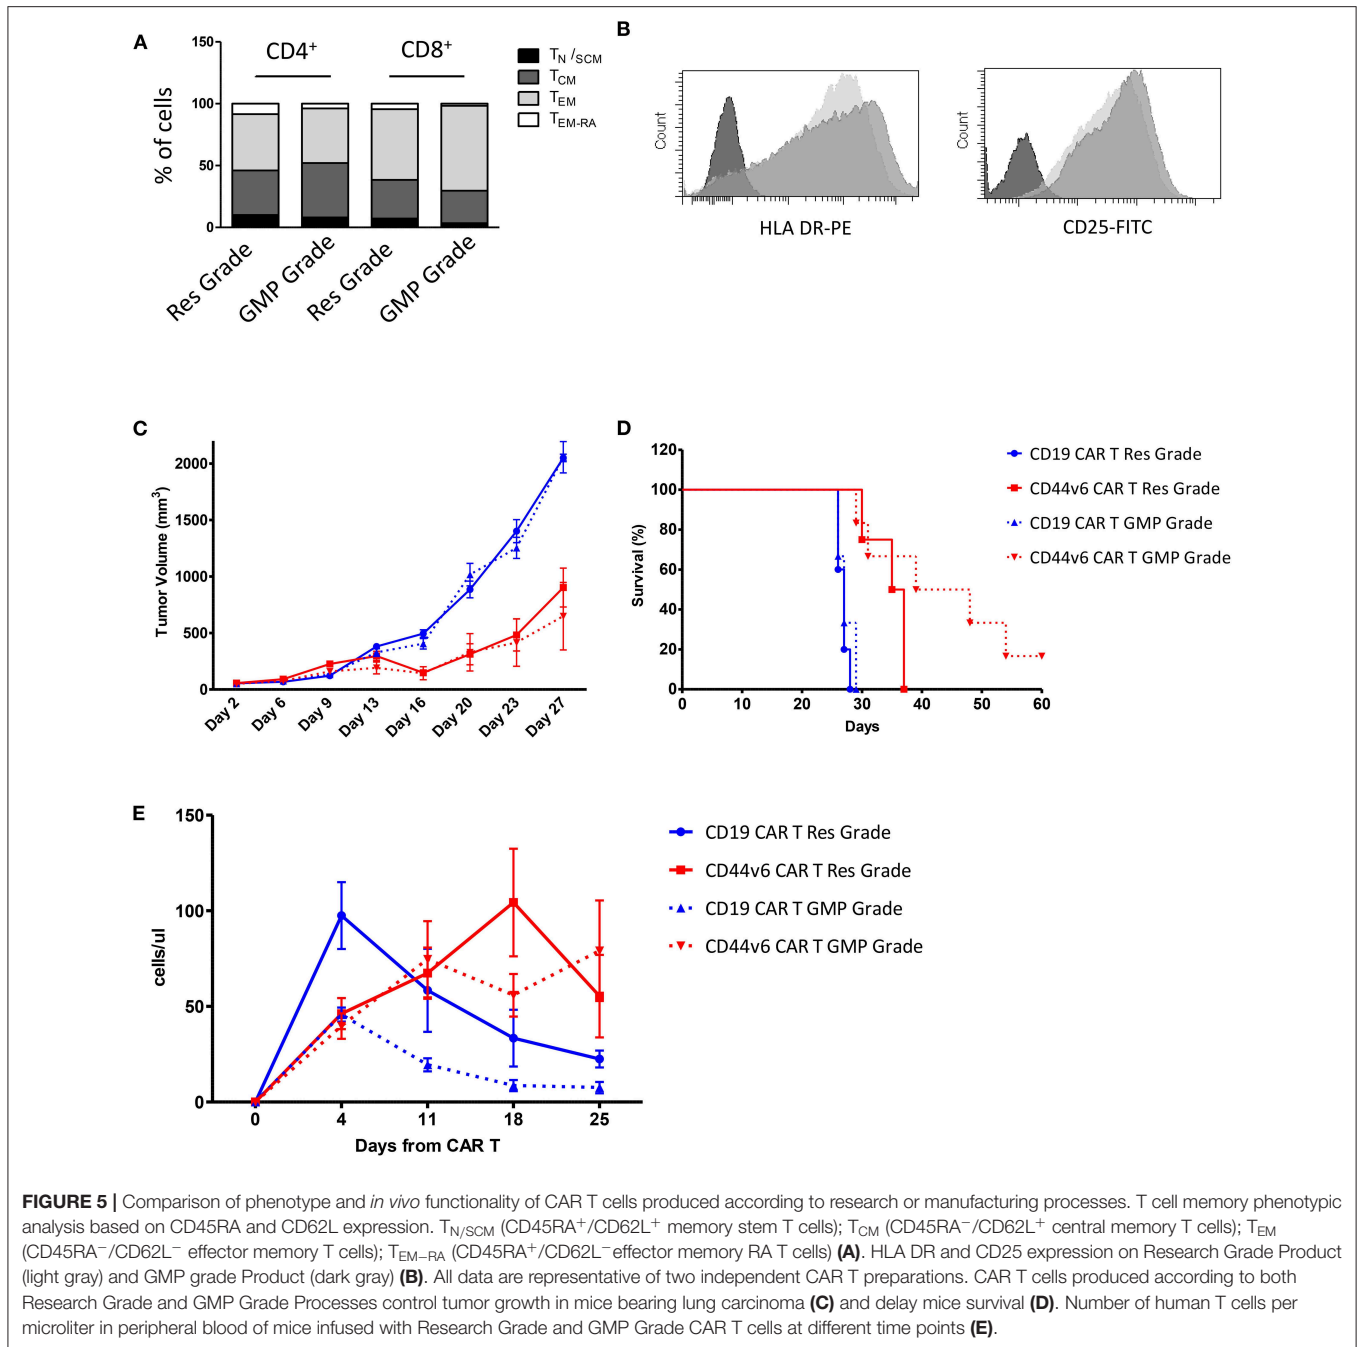 A
CD4+
CD8+
% of cells
150
100
50
0
Res Grade
GMP Grade
Res Grade
GMP Grade
TN /SCM
TCM
TEM
TEM-RA
B
Count
HLA DR-PE
Count
CD25-FITC
C
Tumor Volume (mm3)
2000
1500
1000
500
0
Day 2
Day 6
Day 9
Day 13
Day 16
Day 20
Day 23
Day 27
D
Survival (%)
120
100
80
60
40
20
0
0 10 20 30 40 50 60
Days
CD19 CAR T Res Grade
CD44v6 CAR T Res Grade
CD19 CAR T GMP Grade
CD44v6 CAR T GMP Grade
E
cells/ul
150
100
50
0
0 4 11 18 25
Days from CAR T
CD19 CAR T Res Grade
CD44v6 CAR T Res Grade
CD19 CAR T GMP Grade
CD44v6 CAR T GMP Grade
FIGURE 5 | Comparison of phenotype and in vivo functionality of CAR T cells produced according to research or manufacturing processes. T cell memory phenotypic
analysis based on CD45RA and CD62L expression. TN/SCM (CD45RA+/CD62L+ memory stem T cells); TCM (CD45RA−/CD62L+ central memory T cells); TEM
(CD45RA−/CD62L− effector memory T cells); TEM−RA (CD45RA+/CD62L−effector memory RA T cells) (A). HLA DR and CD25 expression on Research Grade Product
(light gray) and GMP grade Product (dark gray) (B). All data are representative of two independent CAR T preparations. CAR T cells produced according to both
Research Grade and GMP Grade Processes control tumor growth in mice bearing lung carcinoma (C) and delay mice survival (D). Number of human T cells per
microliter in peripheral blood of mice infused with Research Grade and GMP Grade CAR T cells at different time points (E).